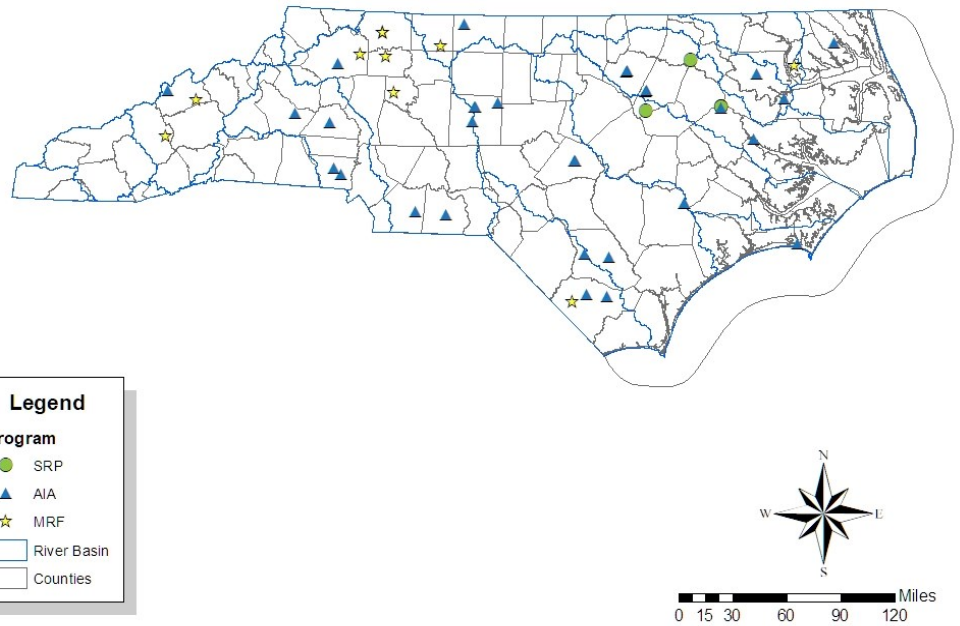 Legend
rogram
SRP
AIA
MRF
River Basin
Counties
N
W E
S
Miles
0 15 30 60 90 120